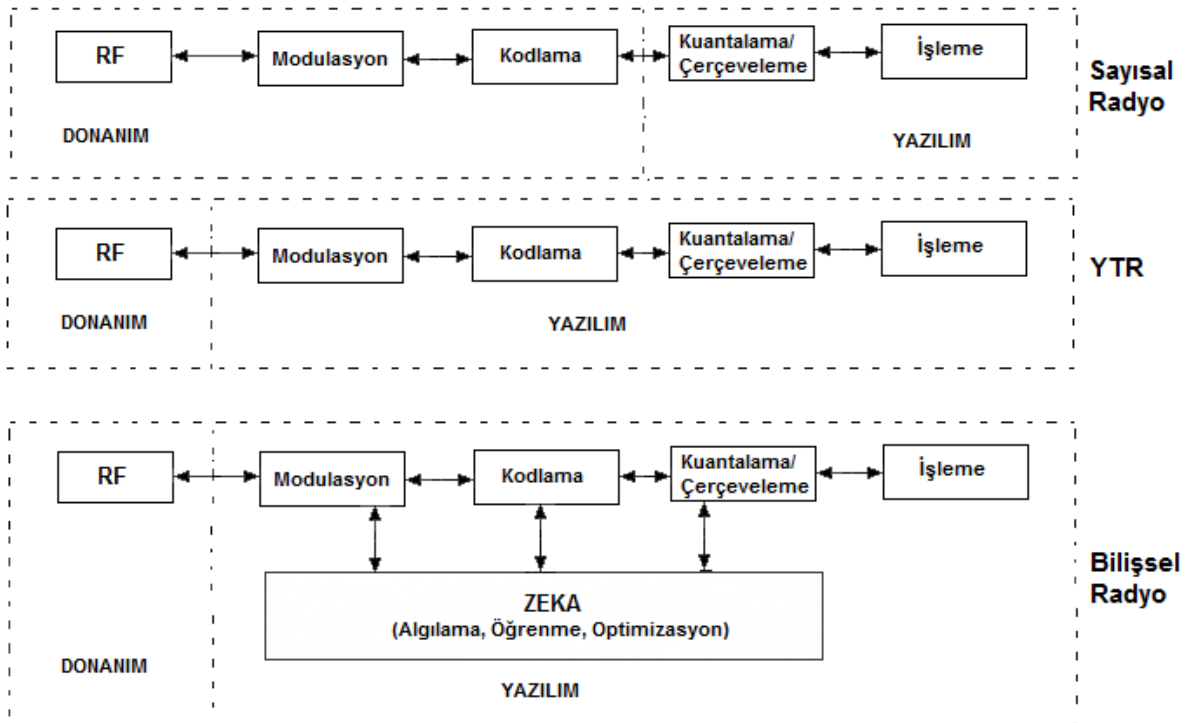 RF
Modulasyon
Kodlama
Kuantalama/
Çerçeveleme
İşleme
Sayısal
Radyo
DONANIM
YAZILIM
RF
Modulasyon
Kodlama
Kuantalama/
Çerçeveleme
İşleme
YTR
DONANIM
YAZILIM
RF
Modulasyon
Kodlama
Kuantalama/
Çerçeveleme
İşleme
Bilişsel
Radyo
ZEKA
(Algılama, Öğrenme, Optimizasyon)
DONANIM
YAZILIM